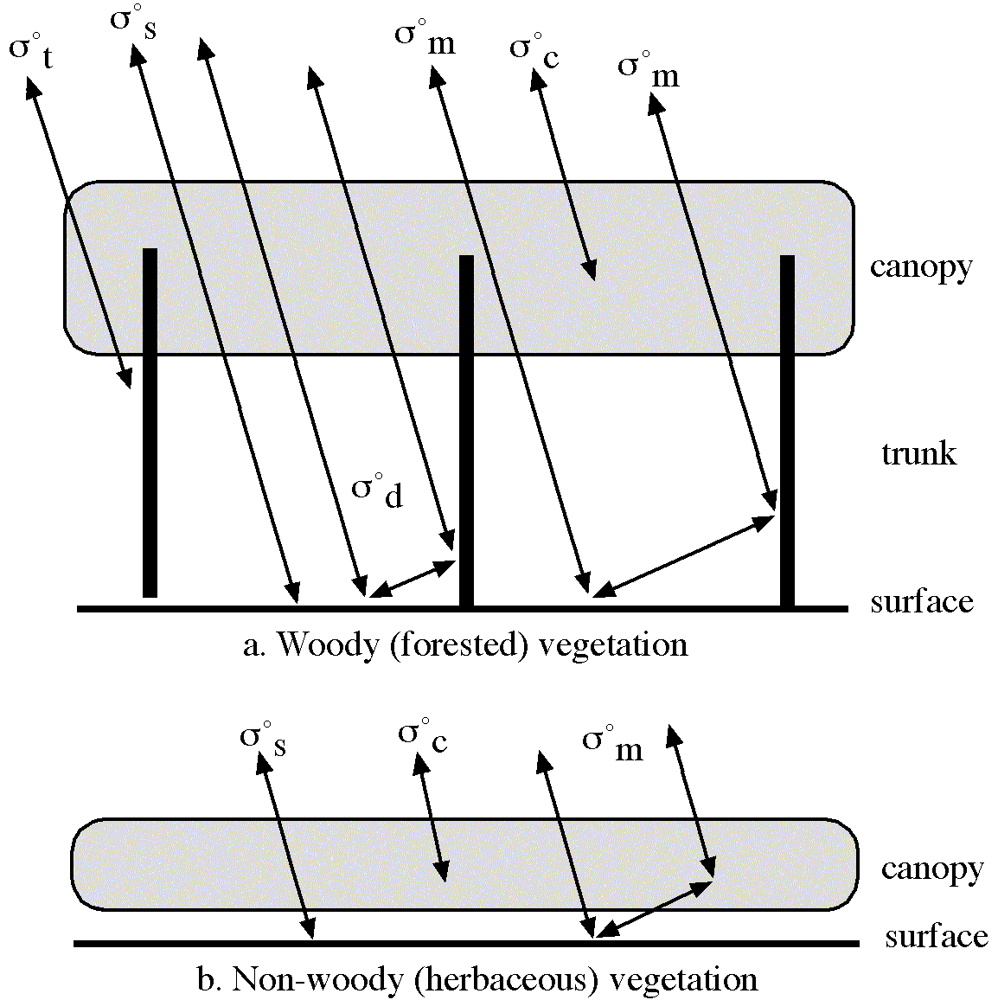 σ°t
σ°s
σ°m
σ°c
σ°m
canopy
trunk
σ°d
surface
a. Woody (forested) vegetation
σ°s
σ°c
σ°m
canopy
surface
b. Non-woody (herbaceous) vegetation